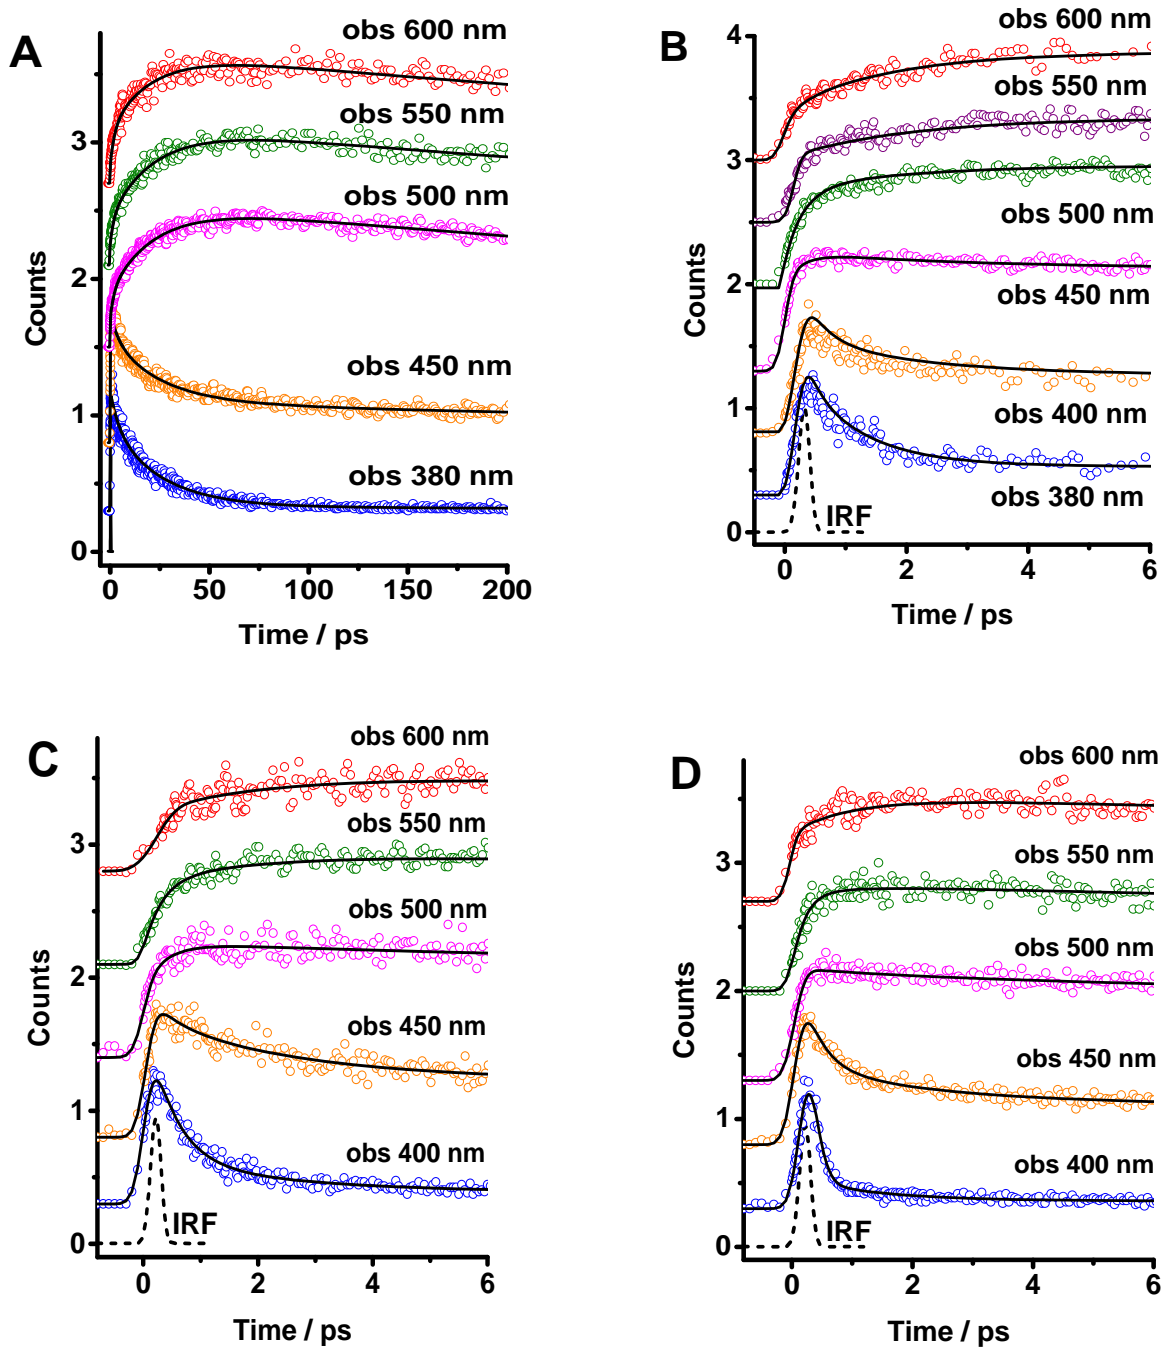 A
obs 600 nm
obs 550 nm
obs 500 nm
obs 450 nm
obs 380 nm
3
2
1
0
Counts
0 50 100 150 200
Time / ps
B
obs 600 nm
obs 550 nm
obs 500 nm
obs 450 nm
obs 400 nm
obs 380 nm
IRF
4
3
2
1
0
Counts
0 2 4 6
Time / ps
C
obs 600 nm
obs 550 nm
obs 500 nm
obs 450 nm
obs 400 nm
IRF
3
2
1
0
Counts
0 2 4 6
Time / ps
D
obs 600 nm
obs 550 nm
obs 500 nm
obs 450 nm
obs 400 nm
IRF
3
2
1
0
Counts
0 2 4 6
Time / ps